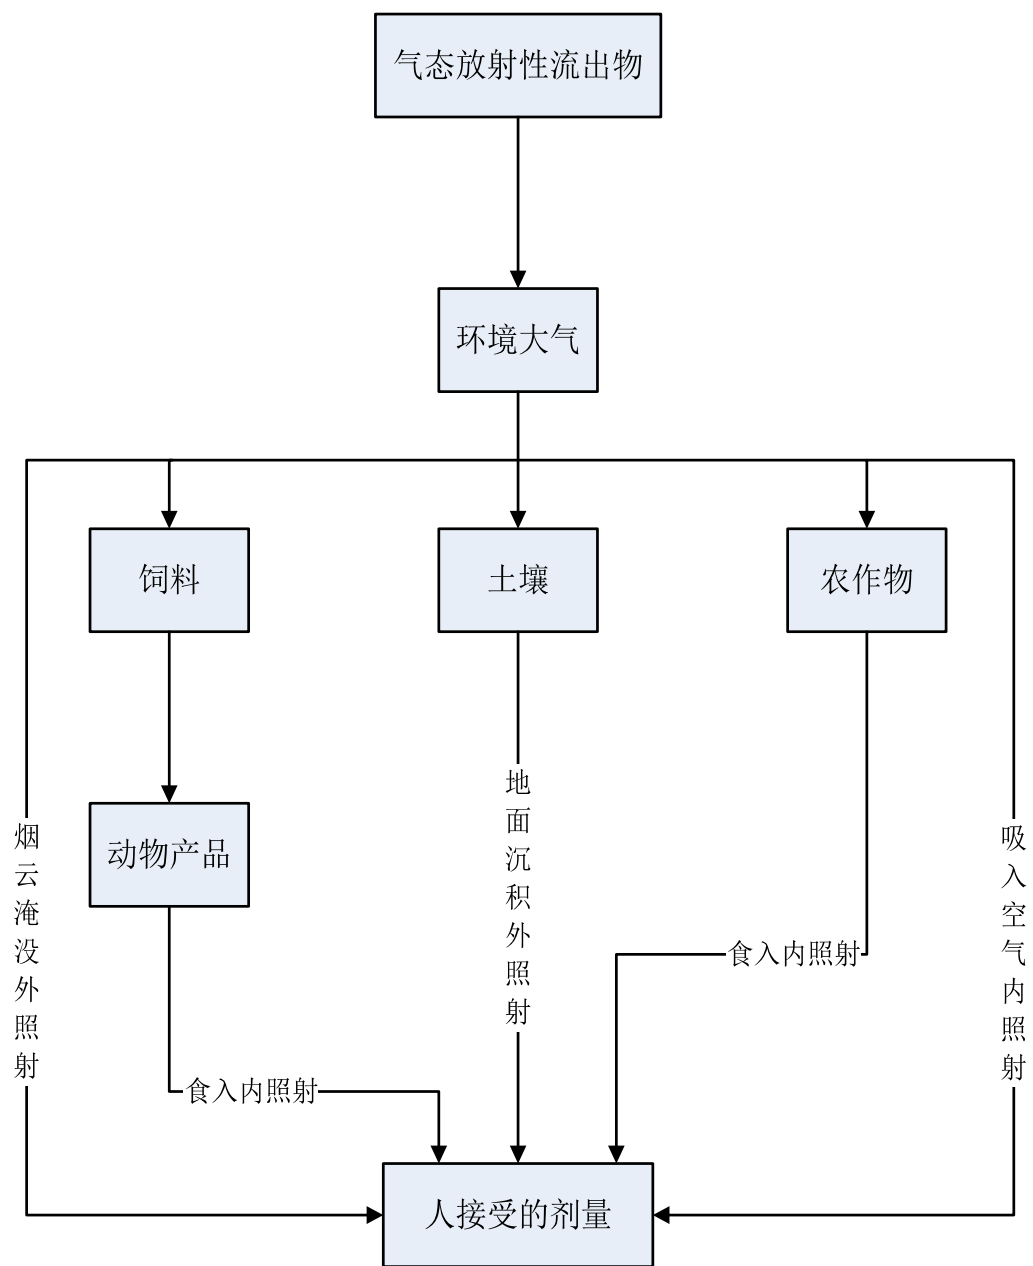 气态放射性流出物
环境大气
饲料
土壤
农作物
动物产品
烟云淹没外照射
地面沉积外照射
吸入空气内照射
食入内照射
食入内照射
人接受的剂量